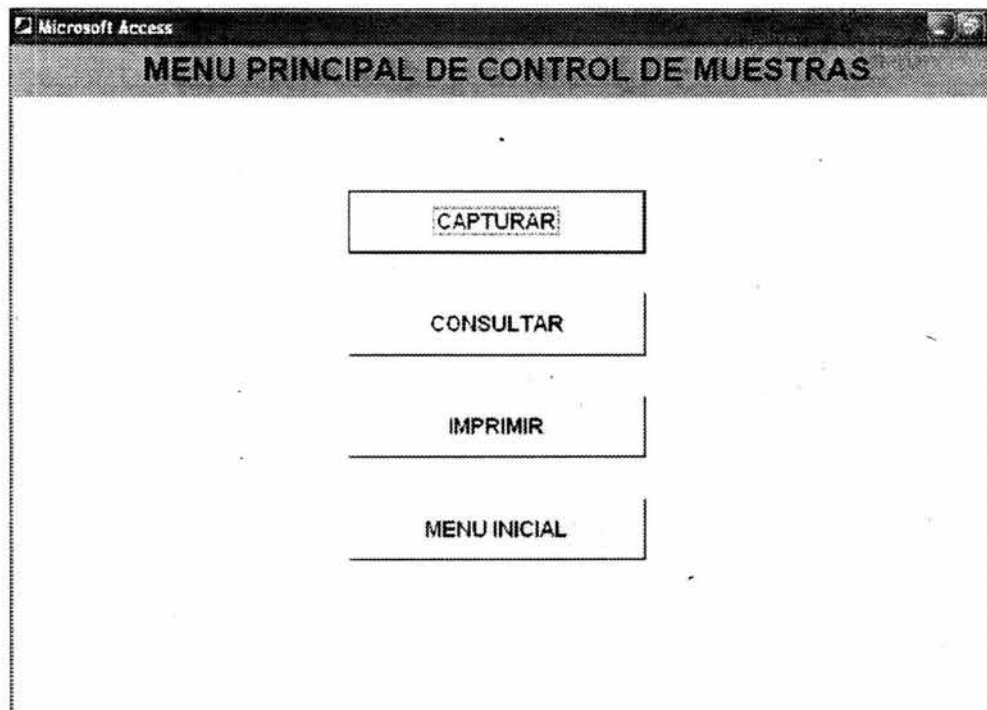 Microsoft Access
MENU PRINCIPAL DE CONTROL DE MUESTRAS
CAPTURAR
CONSULTAR
IMPRIMIR
MENU INICIAL